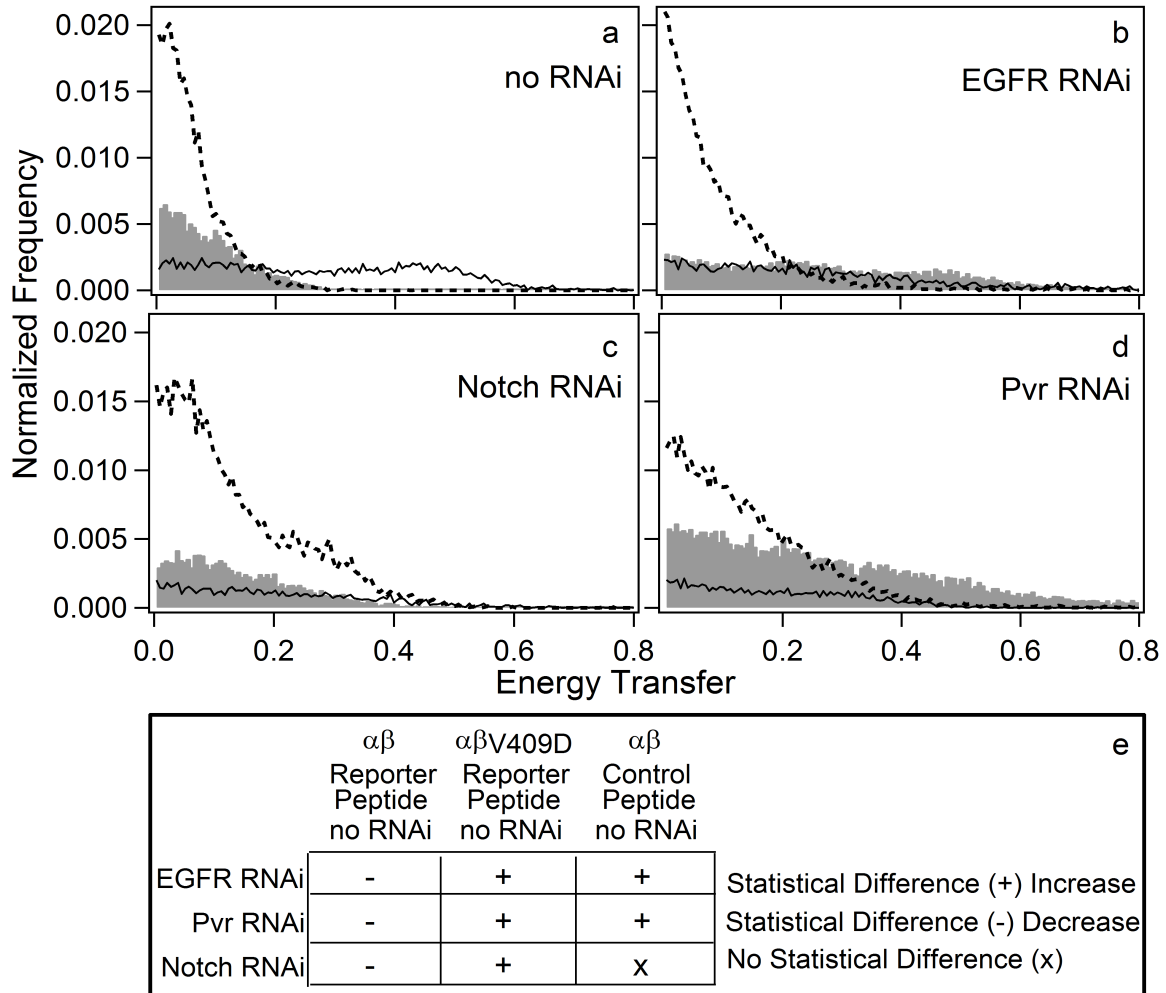 Normalized Frequency
0.020
0.015
0.010
0.005
0.000
a
no RNAi
b
EGFR RNAi
0.020
0.015
0.010
0.005
0.000
c
Notch RNAi
d
Pvr RNAi
0.0 0.2 0.4 0.6 0.8
0.2 0.4 0.6 0.8
Energy Transfer
e
αβ
Reporter
Peptide
no RNAi
αβV409D
Reporter
Peptide
no RNAi
αβ
Control
Peptide
no RNAi
EGFR RNAi - + +
Pvr RNAi - + +
Notch RNAi - + x
Statistical Difference (+) Increase
Statistical Difference (-) Decrease
No Statistical Difference (x)